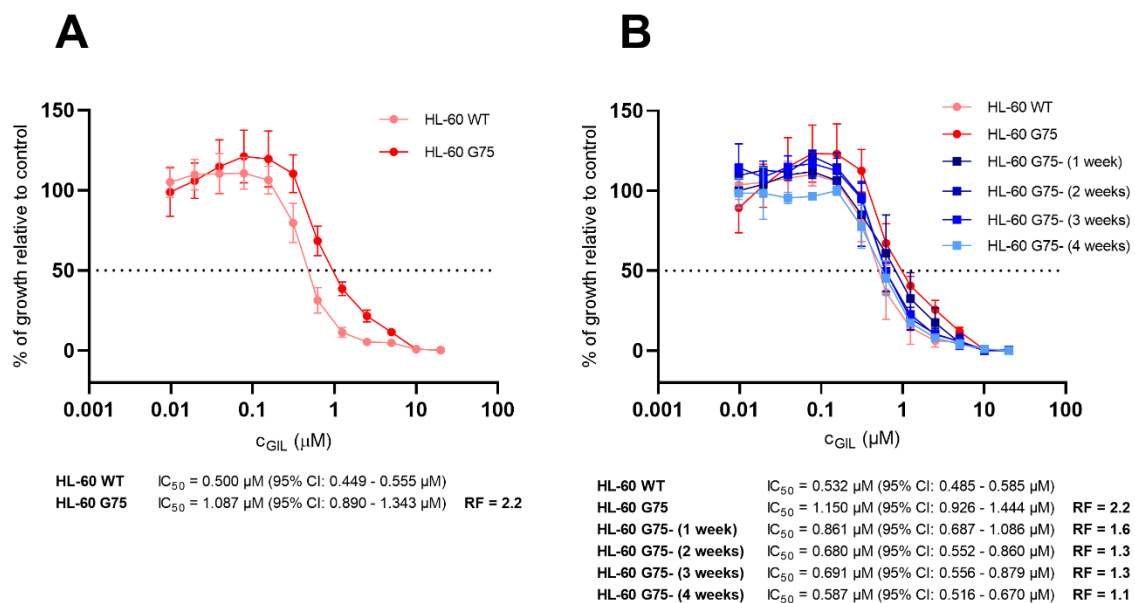 A
150
100
50
0
% of growth relative to control
0.001 0.01 0.1 1 10 100
cGIL (μM)
HL-60 WT
HL-60 G75
HL-60 WT IC50 = 0.500 µM (95% CI: 0.449 - 0.555 µM)
HL-60 G75 IC50 = 1.087 µM (95% CI: 0.890 - 1.343 µM) RF = 2.2
B
150
100
50
0
% of growth relative to control
0.001 0.01 0.1 1 10 100
cGIL (µM)
HL-60 WT
HL-60 G75
HL-60 G75- (1 week)
HL-60 G75- (2 weeks)
HL-60 G75- (3 weeks)
HL-60 G75- (4 weeks)
HL-60 WT IC50 = 0.532 µM (95% CI: 0.485 - 0.585 µM)
HL-60 G75 IC50 = 1.150 µM (95% CI: 0.926 - 1.444 µM) RF = 2.2
HL-60 G75- (1 week) IC50 = 0.861 µM (95% CI: 0.687 - 1.086 µM) RF = 1.6
HL-60 G75- (2 weeks) IC50 = 0.680 µM (95% CI: 0.552 - 0.860 µM) RF = 1.3
HL-60 G75- (3 weeks) IC50 = 0.691 µM (95% CI: 0.556 - 0.879 µM) RF = 1.3
HL-60 G75- (4 weeks) IC50 = 0.587 µM (95% CI: 0.516 - 0.670 µM) RF = 1.1